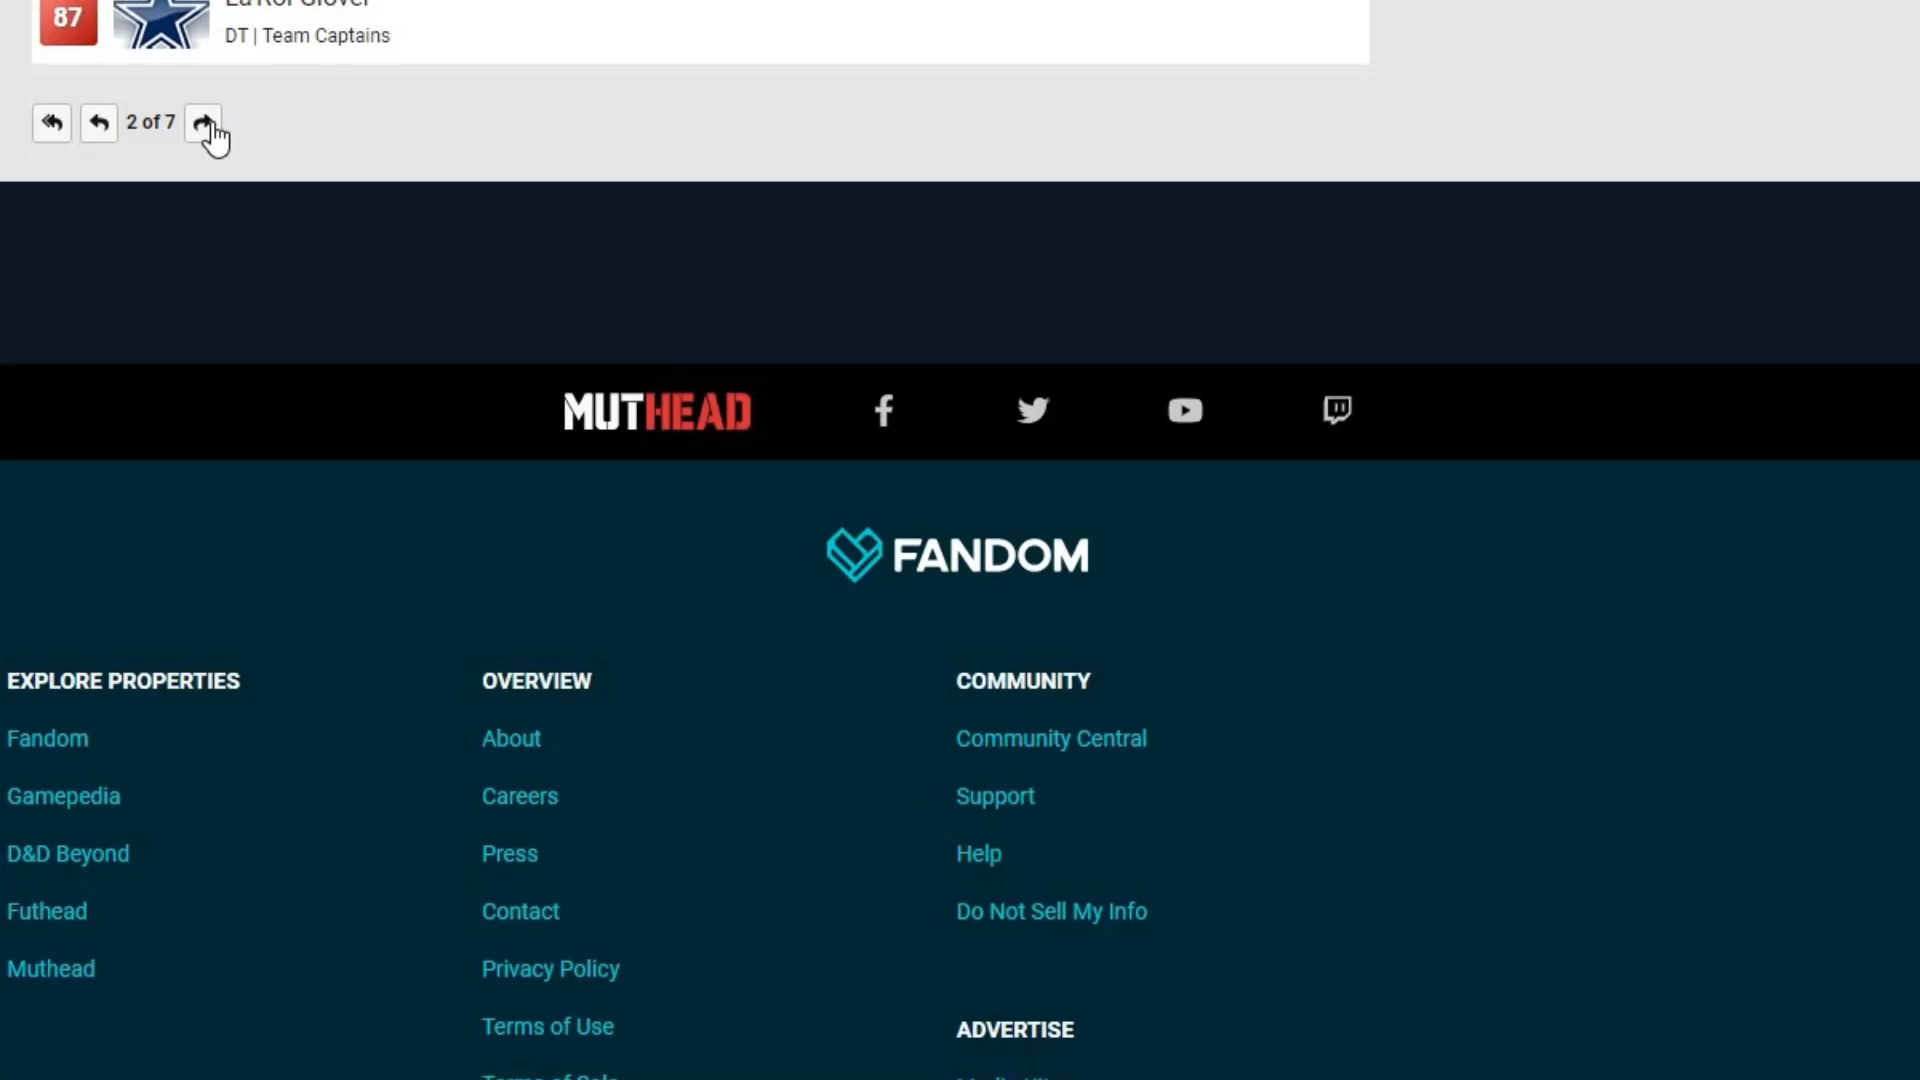 87
DT | Team Captains
2 of 7
MUTHEAD
FANDOM
EXPLORE PROPERTIES
OVERVIEW
COMMUNITY
Fandom
About
Community Central
Gamepedia
Careers
Support
D&D Beyond
Press
Help
Futhead
Contact
Do Not Sell My Info
Muthead
Privacy Policy
Terms of Use
ADVERTISE